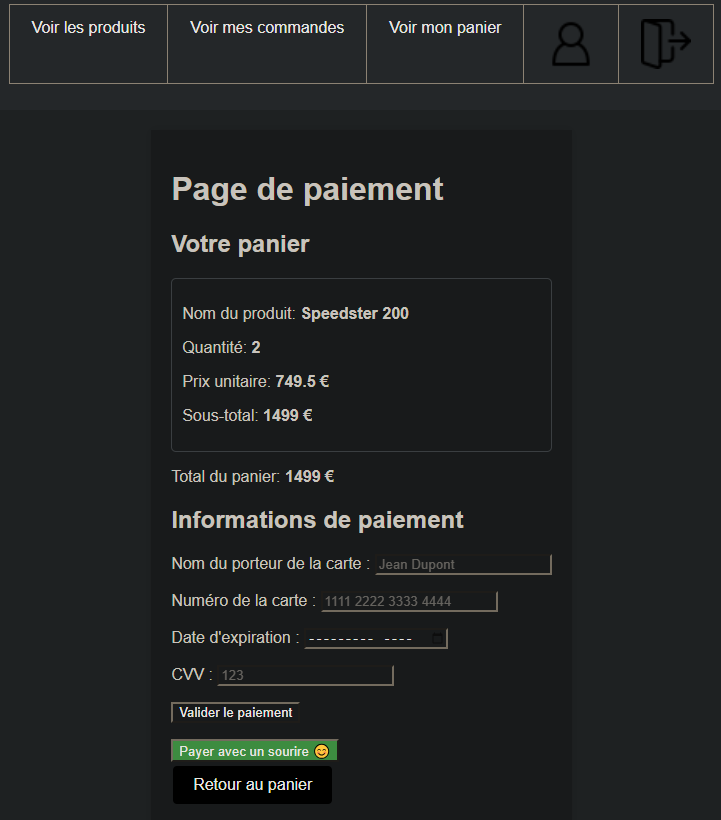 Voir les produits
Voir mes commandes
Voir mon panier
Page de paiement
Votre panier
Nom du produit: Speedster 200
Quantité: 2
Prix unitaire: 749.5 €
Sous-total: 1499 €
Total du panier: 1499 €
Informations de paiement
Nom du porteur de la carte : Jean Dupont
Numéro de la carte : 1111 2222 3333 4444
Date d'expiration : --------- ----
CVV : 123
Valider le paiement
Payer avec un sourire 😊
Retour au panier